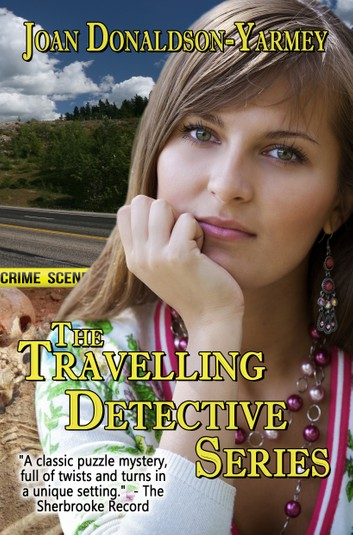 JOAN DONALDSON-YARMEY
CRIME SCEN
THE
TRAVELLING
DETECTIVE
SERIES
"A classic puzzle mystery,
full of twists and turns in
a unique setting." - The
Sherbrooke Record